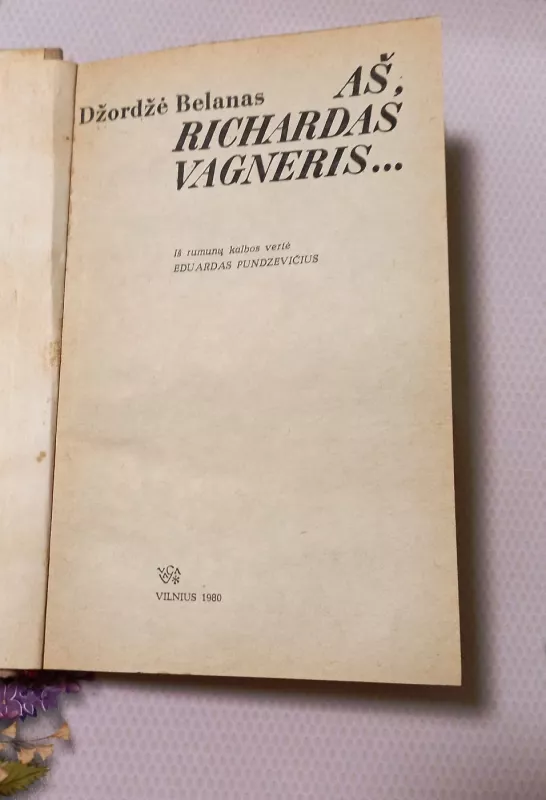 Džordžė Belanas
AŠ,
RICHARDAS
VAGNERIS...
Iš rumunų kalbos vertė
EDUARDAS PUNDZEVIČIUS
VILNIUS 1980